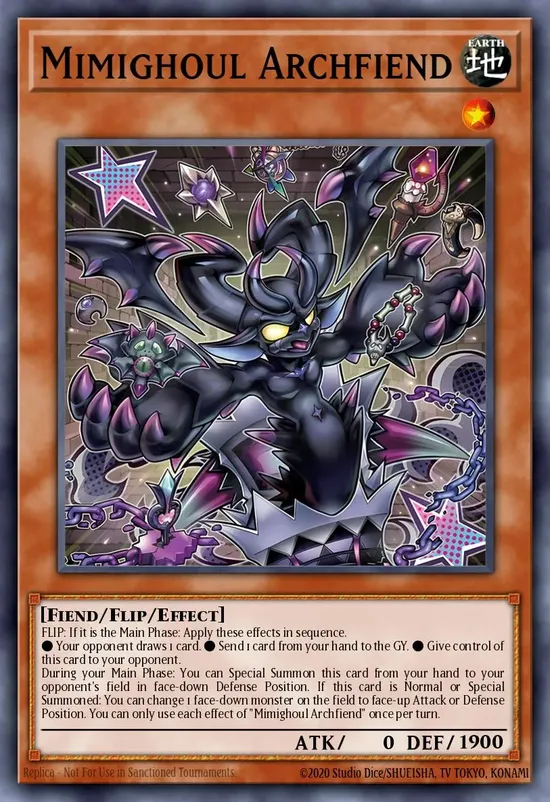 MIMIGHOUL ARCHFIEND
EARTH
地
[FIEND/FLIP/EFFECT]
FLIP: If it is the Main Phase: Apply these effects in sequence.
● Your opponent draws 1 card. ● Send 1 card from your hand to the GY. ● Give control of
this card to your opponent.
During your Main Phase: You can Special Summon this card from your hand to your
opponent's field in face-down Defense Position. If this card is Normal or Special
Summoned: You can change 1 face-down monster on the field to face-up Attack or Defense
Position. You can only use each effect of "Mimighoul Archfiend" once per turn.
ATK/ 0 DEF/1900
Replica - Not For Use in Sanctioned Tournaments
©2020 Studio Dice/SHUEISHA, TV TOKYO, KONAMI